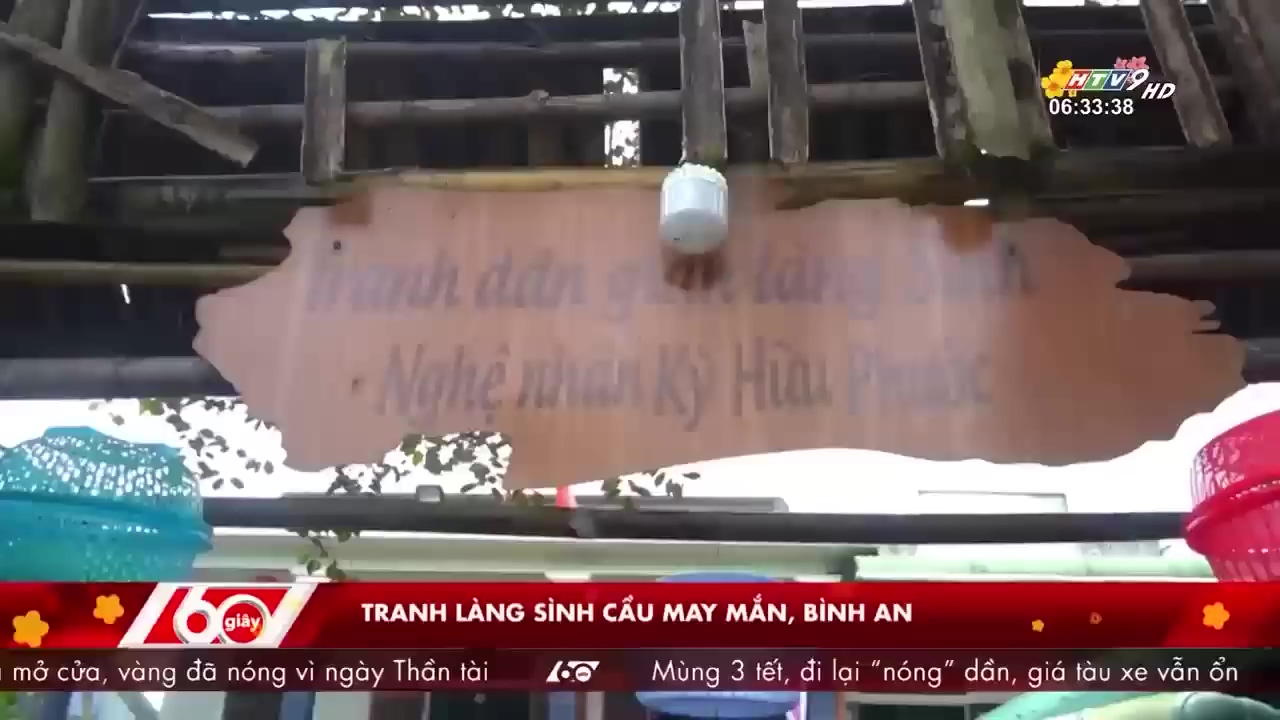 HTV9 HD
06:33:38
Tranh dân gian làng Sình
Nghệ nhân Kỳ Hữu Phước
60 giây
TRANH LÀNG SÌNH CẦU MAY MẮN, BÌNH AN
mở cửa, vàng đã nóng vì ngày Thần tài 60 Mùng 3 tết, đi lại “nóng” dần, giá tàu xe vẫn ổn